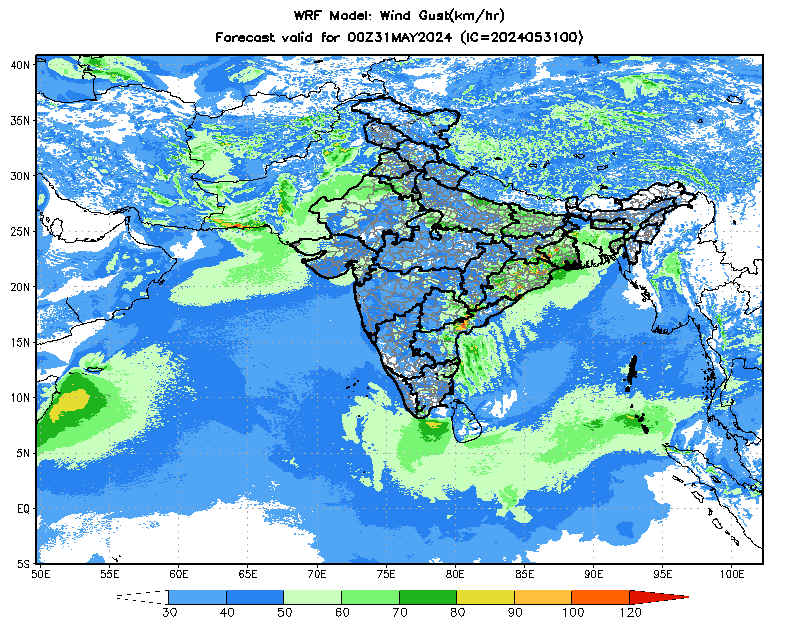 WRF Model: Wind Gust(km/hr)
Forecast valid for 00Z31MAY2024 (IC=2024053100)
40N
35N
30N
25N
20N
15N
10N
5N
EQ
5S
50E 55E 60E 65E 70E 75E 80E 85E 90E 95E 100E
30 40 50 60 70 80 90 100 120